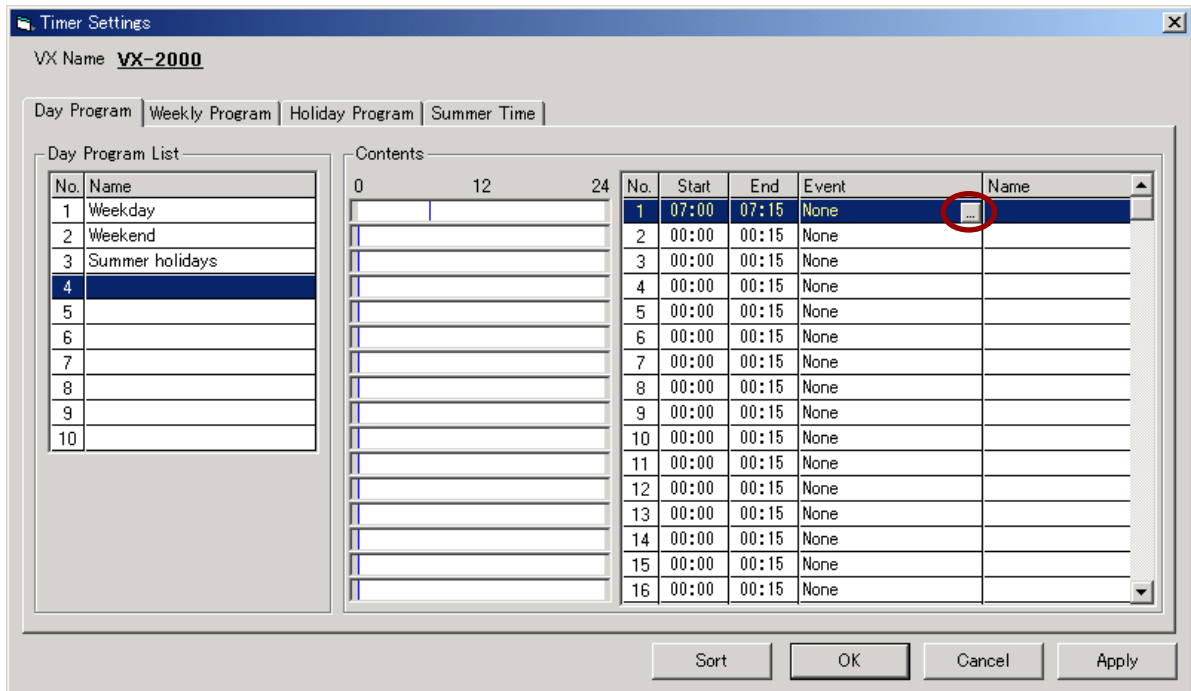 Timer Settings
VX Name VX-2000
Day Program Weekly Program Holiday Program Summer Time
Day Program List
No. Name
1 Weekday
2 Weekend
3 Summer holidays
4
5
6
7
8
9
10
Contents
0 12 24 No. Start End Event Name
1 07:00 07:15 None ...
2 00:00 00:15 None
3 00:00 00:15 None
4 00:00 00:15 None
5 00:00 00:15 None
6 00:00 00:15 None
7 00:00 00:15 None
8 00:00 00:15 None
9 00:00 00:15 None
10 00:00 00:15 None
11 00:00 00:15 None
12 00:00 00:15 None
13 00:00 00:15 None
14 00:00 00:15 None
15 00:00 00:15 None
16 00:00 00:15 None
Sort OK Cancel Apply